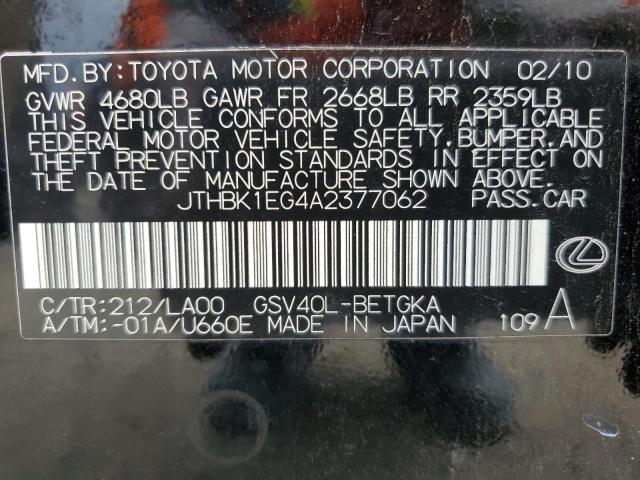 MFD.BY:TOYOTA MOTOR CORPORATION 02/10
GVWR 4680LB GAWR FR 2668LB RR 2359LB
THIS VEHICLE CONFORMS TO ALL APPLICABLE
FEDERAL MOTOR VEHICLE SAFETY,BUMPER,AND
THEFT PREVENTION STANDARDS IN EFFECT ON
THE DATE OF MANUFACTURE SHOWN ABOVE.
JTHBK1EG4A2377062 PASS.CAR
C/TR:212/LA00 GSV40L-BETGKA
A/TM:-01A/U660E MADE IN JAPAN 109 A